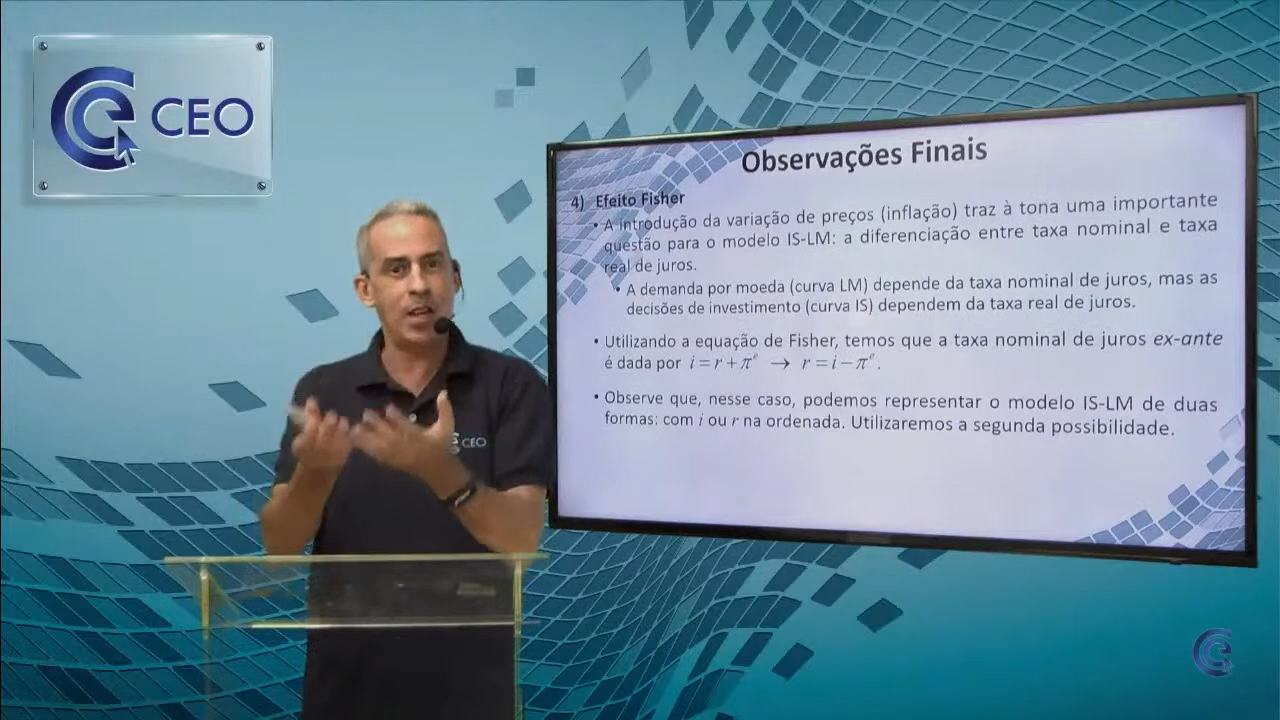 CEO
Observações Finais
4) Efeito Fisher
• A introdução da variação de preços (inflação) traz à tona uma importante
questão para o modelo IS-LM: a diferenciação entre taxa nominal e taxa
real de juros.
• A demanda por moeda (curva LM) depende da taxa nominal de juros, mas as
decisões de investimento (curva IS) dependem da taxa real de juros.
• Utilizando a equação de Fisher, temos que a taxa nominal de juros ex-ante
é dada por i = r + πᵉ → r = i − πᵉ.
• Observe que, nesse caso, podemos representar o modelo IS-LM de duas
formas: com i ou r na ordenada. Utilizaremos a segunda possibilidade.
CEO